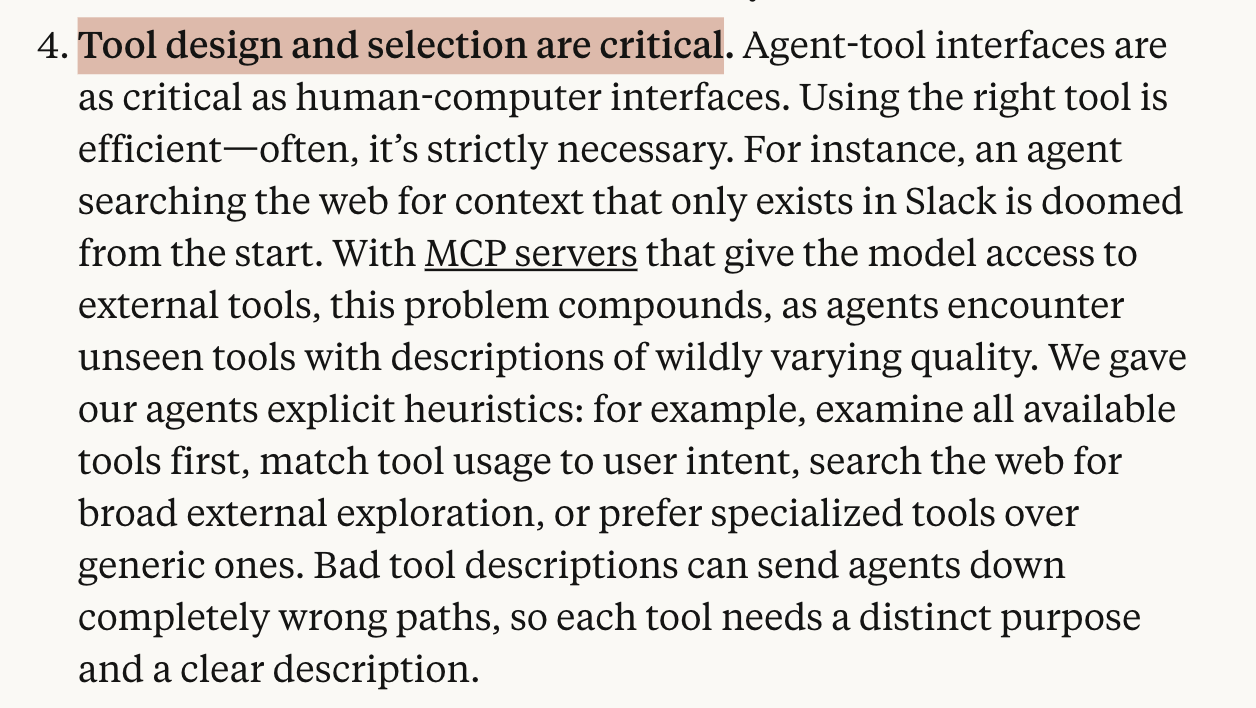 4. Tool design and selection are critical. Agent-tool interfaces are
as critical as human-computer interfaces. Using the right tool is
efficient—often, it’s strictly necessary. For instance, an agent
searching the web for context that only exists in Slack is doomed
from the start. With MCP servers that give the model access to
external tools, this problem compounds, as agents encounter
unseen tools with descriptions of wildly varying quality. We gave
our agents explicit heuristics: for example, examine all available
tools first, match tool usage to user intent, search the web for
broad external exploration, or prefer specialized tools over
generic ones. Bad tool descriptions can send agents down
completely wrong paths, so each tool needs a distinct purpose
and a clear description.